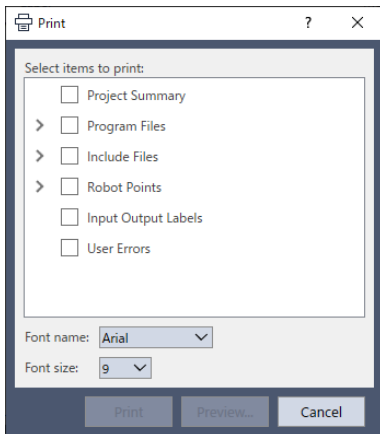 Print
?
Select items to print:
Project Summary
Program Files
Include Files
Robot Points
Input Output Labels
User Errors
Font name: Arial
Font size: 9
Print Preview... Cancel